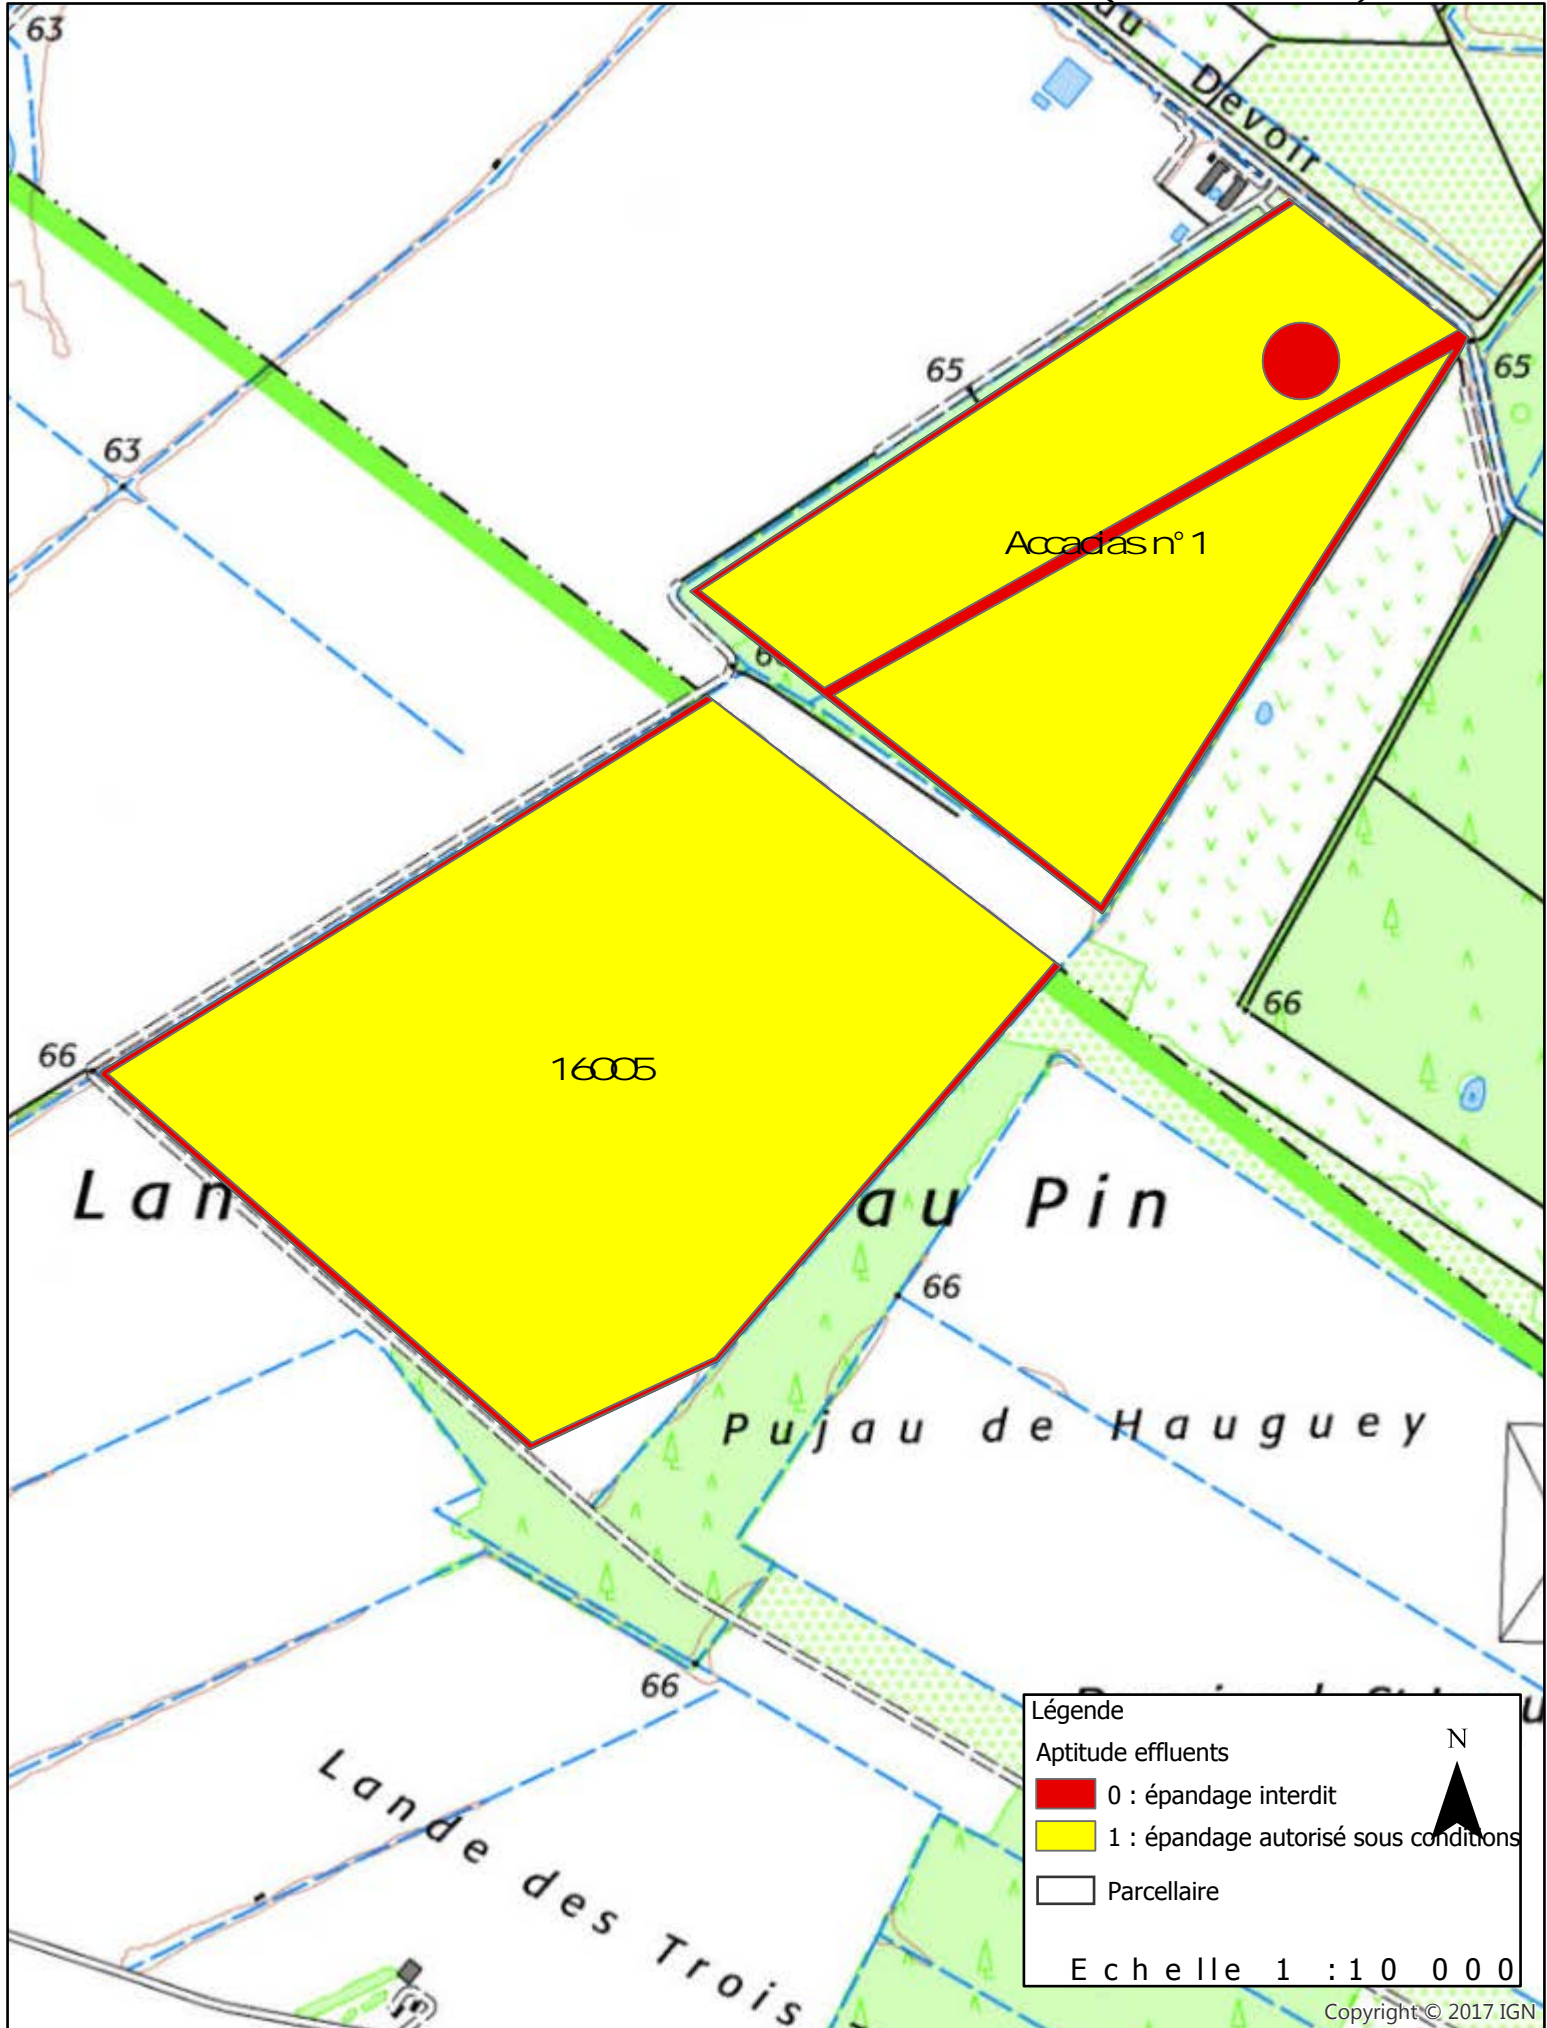 63
au
Devoir
65
65
63
Accadias n° 1
66
66
16005
Lan
au Pin
66
Pujau de Hauguey
66
Lande des Trois
Légende
Aptitude effluents
N
0 : épandage interdit
1 : épandage autorisé sous conditions
Parcellaire
Echelle 1 :10 000
Copyright © 2017 IGN